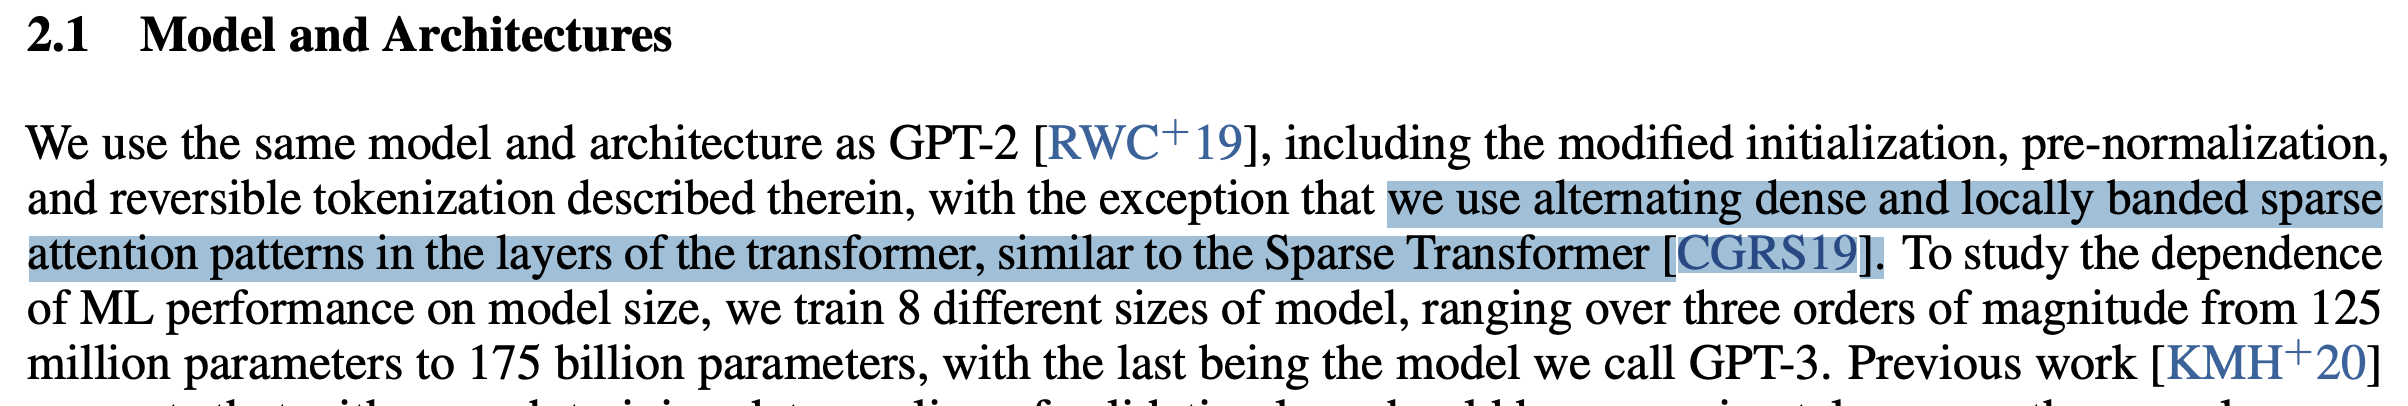 2.1 Model and Architectures
We use the same model and architecture as GPT-2 [RWC+19], including the modified initialization, pre-normalization,
and reversible tokenization described therein, with the exception that we use alternating dense and locally banded sparse
attention patterns in the layers of the transformer, similar to the Sparse Transformer [CGRS19]. To study the dependence
of ML performance on model size, we train 8 different sizes of model, ranging over three orders of magnitude from 125
million parameters to 175 billion parameters, with the last being the model we call GPT-3. Previous work [KMH+20]